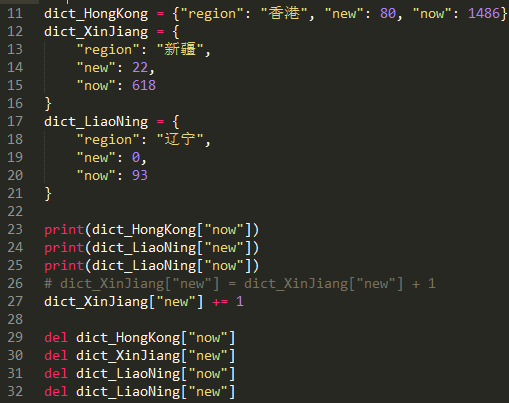 11 dict_HongKong = {"region": "香港", "new": 80, "now": 1486}
12 dict_XinJiang = {
13     "region": "新疆",
14     "new": 22,
15     "now": 618
16 }
17 dict_LiaoNing = {
18     "region": "辽宁",
19     "new": 0,
20     "now": 93
21 }
22
23 print(dict_HongKong["now"])
24 print(dict_LiaoNing["new"])
25 print(dict_LiaoNing["now"])
26 # dict_XinJiang["new"] = dict_XinJiang["new"] + 1
27 dict_XinJiang["new"] += 1
28
29 del dict_HongKong["now"]
30 del dict_XinJiang["new"]
31 del dict_LiaoNing["now"]
32 del dict_LiaoNing["new"]